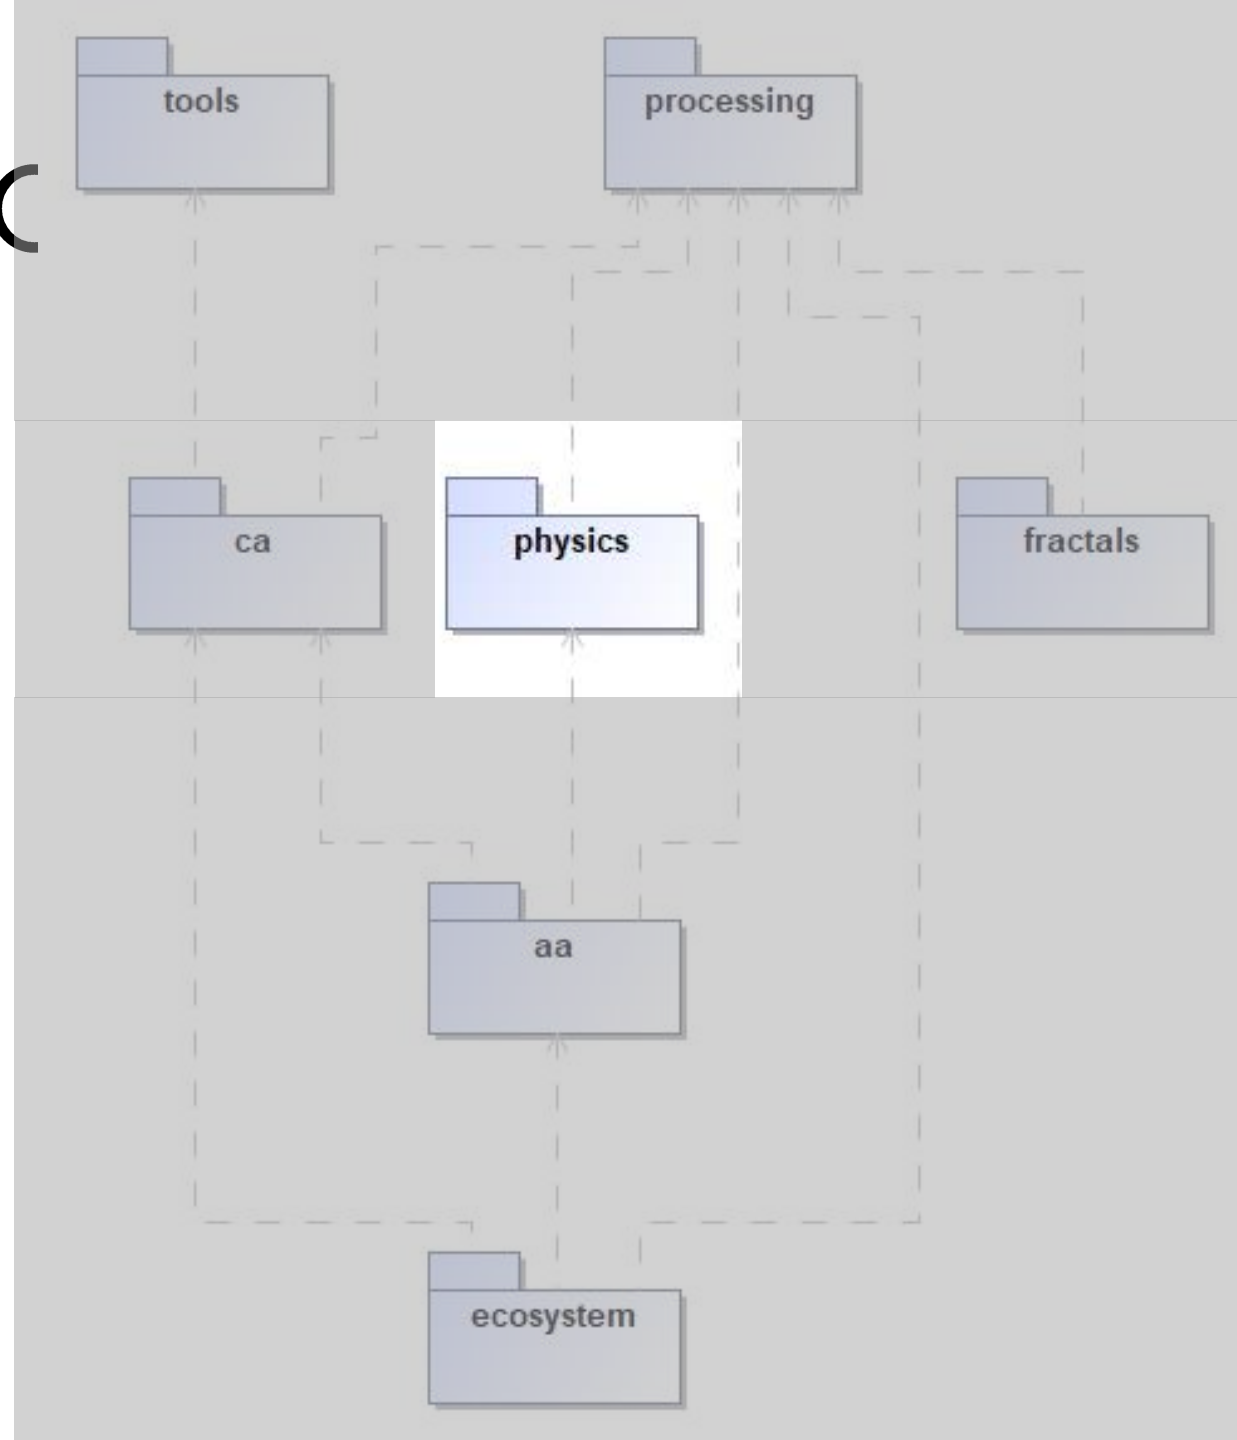 tools
processing
ca
physics
fractals
aa
ecosystem